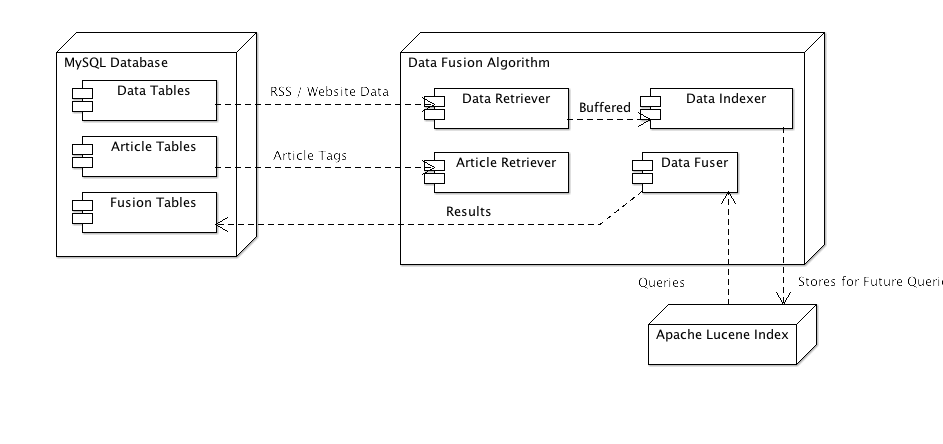 MySQL Database
Data Tables
Article Tables
Fusion Tables
RSS / Website Data
Article Tags
Results
Data Fusion Algorithm
Data Retriever
Buffered
Data Indexer
Article Retriever
Data Fuser
Queries
Stores for Future Queri
Apache Lucene Index